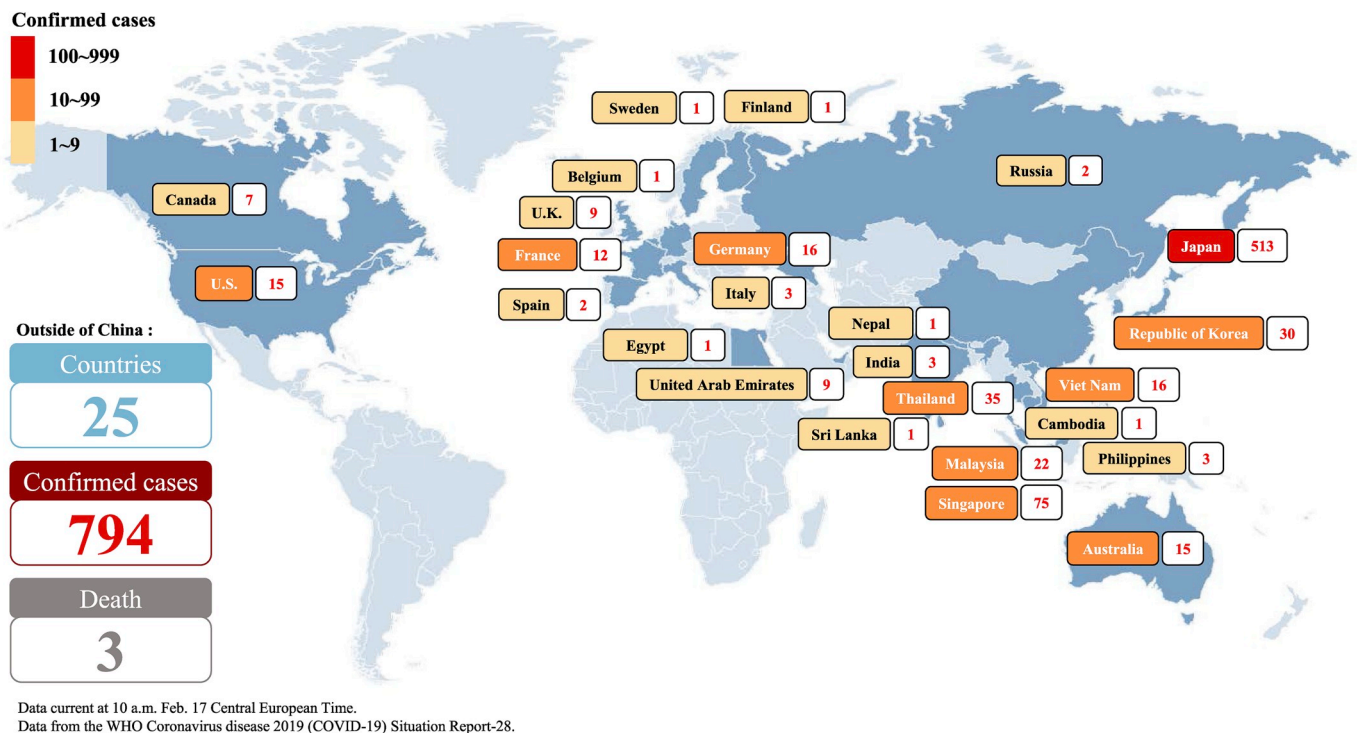 Confirmed cases
100~999
10~99
1~9
Sweden 1
Finland 1
Belgium 1
Russia 2
Canada 7
U.K. 9
France 12
Germany 16
Japan 513
U.S. 15
Italy 3
Spain 2
Nepal 1
Republic of Korea 30
Egypt 1
India 3
United Arab Emirates 9
Viet Nam 16
Thailand 35
Cambodia 1
Sri Lanka 1
Malaysia 22
Philippines 3
Singapore 75
Australia 15
Outside of China :
Countries
25
Confirmed cases
794
Death
3
Data current at 10 a.m. Feb. 17 Central European Time.
Data from the WHO Coronavirus disease 2019 (COVID-19) Situation Report-28.